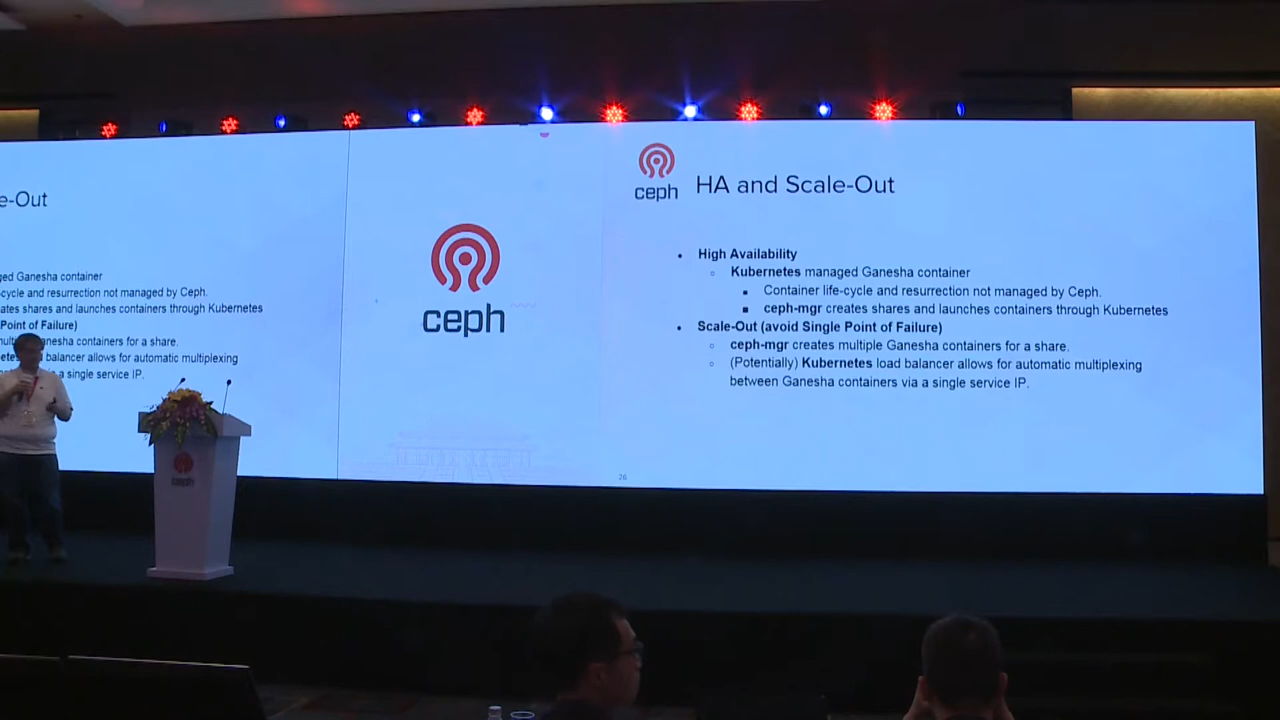 e-Out
ged Ganesha container
cycle and resurrection not managed by Ceph.
ates shares and launches containers through Kubernetes
Point of Failure)
anesha containers for a share.
balancer allows for automatic multiplexing
a single service IP.
ceph
ceph
ceph
HA and Scale-Out
• High Availability
○ Kubernetes managed Ganesha container
▪ Container life-cycle and resurrection not managed by Ceph.
▪ ceph-mgr creates shares and launches containers through Kubernetes
• Scale-Out (avoid Single Point of Failure)
○ ceph-mgr creates multiple Ganesha containers for a share.
○ (Potentially) Kubernetes load balancer allows for automatic multiplexing
between Ganesha containers via a single service IP.
26